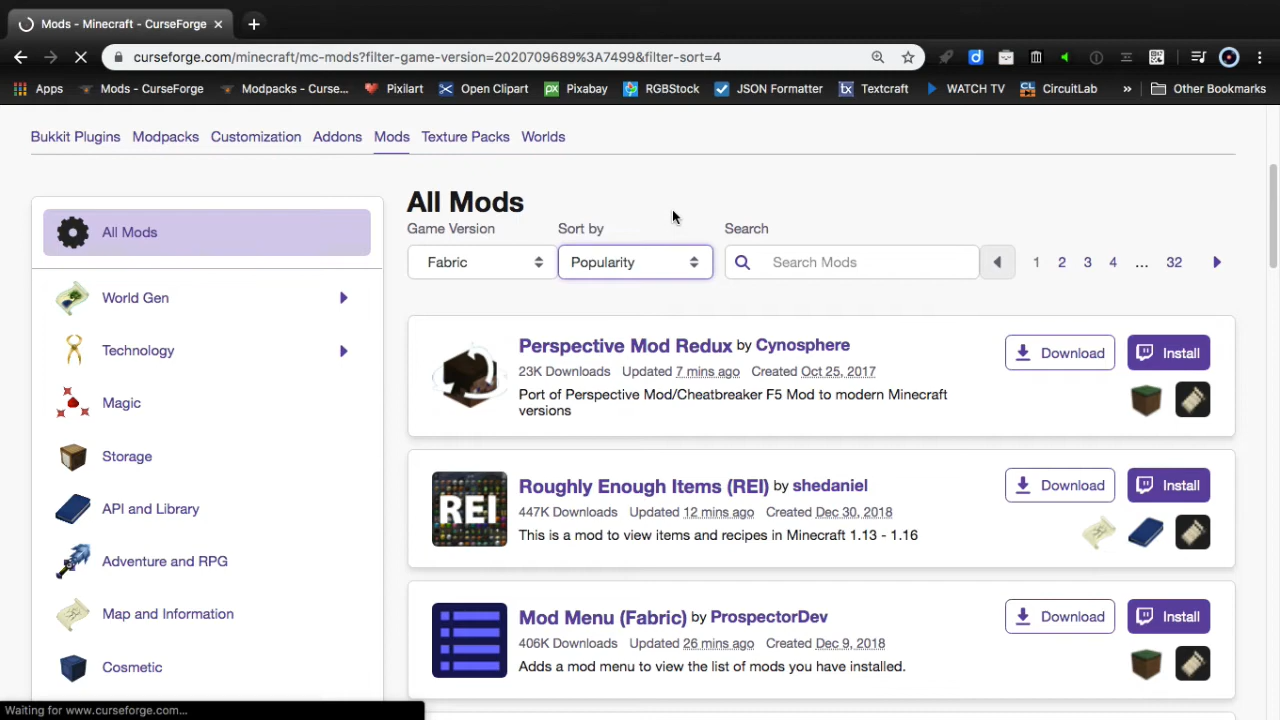 Mods - Minecraft - CurseForge
curseforge.com/minecraft/mc-mods?filter-game-version=2020709689%3A7499&filter-sort=4
Apps Mods - CurseForge Modpacks - Curse... Pixlart Open Clipart px Pixabay RGBStock JSON Formatter tx Textcraft WATCH TV CL CircuitLab » Other Bookmarks
Bukkit Plugins Modpacks Customization Addons Mods Texture Packs Worlds
All Mods
World Gen
Technology
Magic
Storage
API and Library
Adventure and RPG
Map and Information
Cosmetic
All Mods
Game Version Sort by Search
Fabric Popularity Search Mods 1 2 3 4 ... 32
Perspective Mod Redux by Cynosphere
Download Install
23K Downloads Updated 7 mins ago Created Oct 25, 2017
Port of Perspective Mod/Cheatbreaker F5 Mod to modern Minecraft
versions
REI
Roughly Enough Items (REI) by shedaniel
Download Install
447K Downloads Updated 12 mins ago Created Dec 30, 2018
This is a mod to view items and recipes in Minecraft 1.13 - 1.16
Mod Menu (Fabric) by ProspectorDev
Download Install
406K Downloads Updated 26 mins ago Created Dec 9, 2018
Adds a mod menu to view the list of mods you have installed.
Waiting for www.curseforge.com...